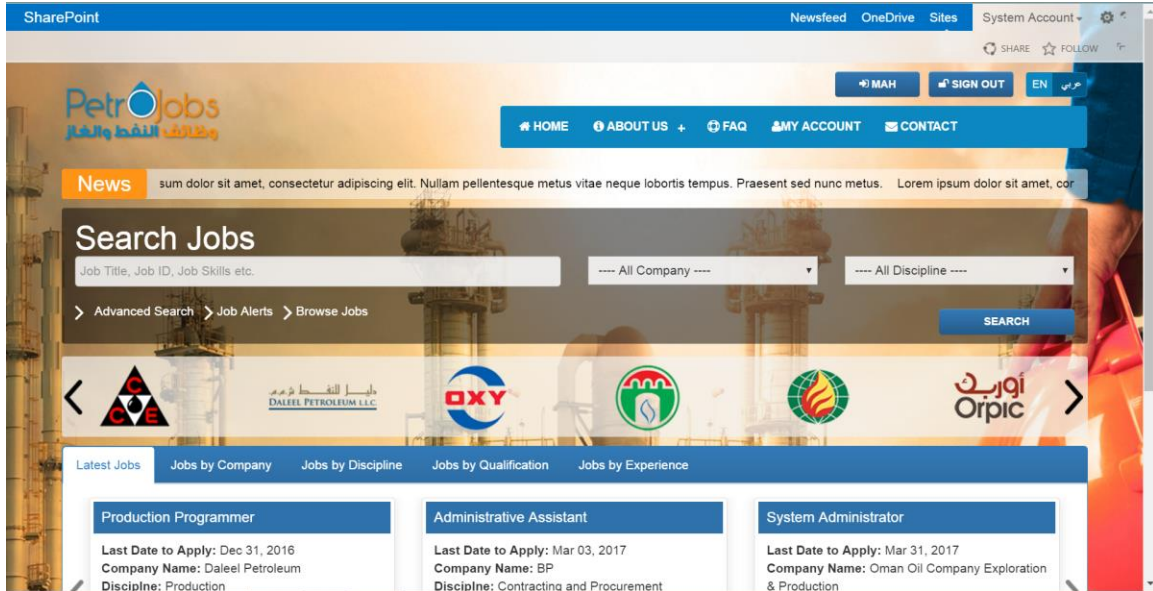 SharePoint
Newsfeed OneDrive Sites System Account
SHARE FOLLOW
MAH SIGN OUT EN عربي
PetroJobs
وظائف النفط والغاز
HOME ABOUT US + FAQ MY ACCOUNT CONTACT
News sum dolor sit amet, consectetur adipiscing elit. Nullam pellentesque metus vitae neque lobortis tempus. Praesent sed nunc metus. Lorem ipsum dolor sit amet, cor
Search Jobs
Job Title, Job ID, Job Skills etc. ---- All Company ---- ---- All Discipline ----
Advanced Search Job Alerts Browse Jobs
SEARCH
C C E
دليل للنفط ش.م.م
DALEEL PETROLEUM L.L.C
OXY
أوربك
Orpic
Latest Jobs Jobs by Company Jobs by Discipline Jobs by Qualification Jobs by Experience
Production Programmer
Last Date to Apply: Dec 31, 2016
Company Name: Daleel Petroleum
Disciplne: Production
Administrative Assistant
Last Date to Apply: Mar 03, 2017
Company Name: BP
Disciplne: Contracting and Procurement
System Administrator
Last Date to Apply: Mar 31, 2017
Company Name: Oman Oil Company Exploration
& Production